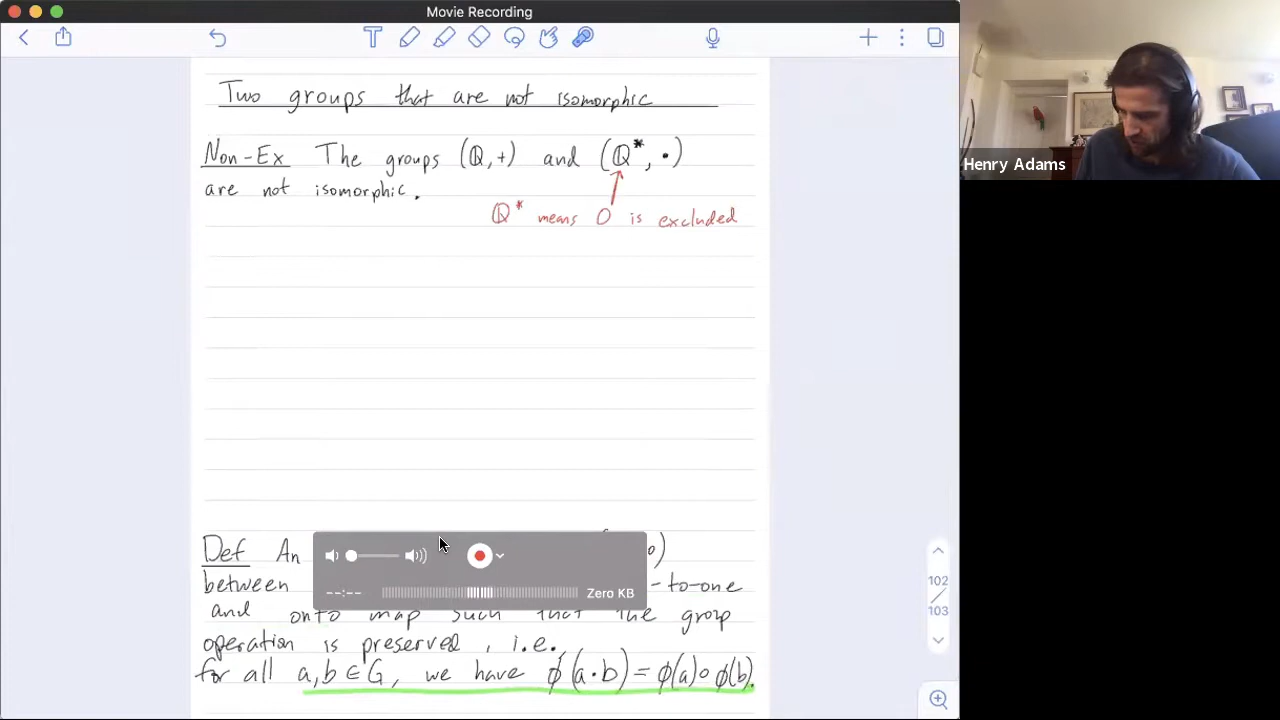 Movie Recording
Two groups that are not isomorphic
Non-Ex The groups (ℚ, +) and (ℚ*, ·)
are not isomorphic.
ℚ* means 0 is excluded
Henry Adams
Def An
between -to-one
and onto map such that the group
operation is preserved, i.e.
for all a, b ∈ G, we have ϕ(a · b) = ϕ(a) ∘ ϕ(b).
--:-- Zero KB
102
103